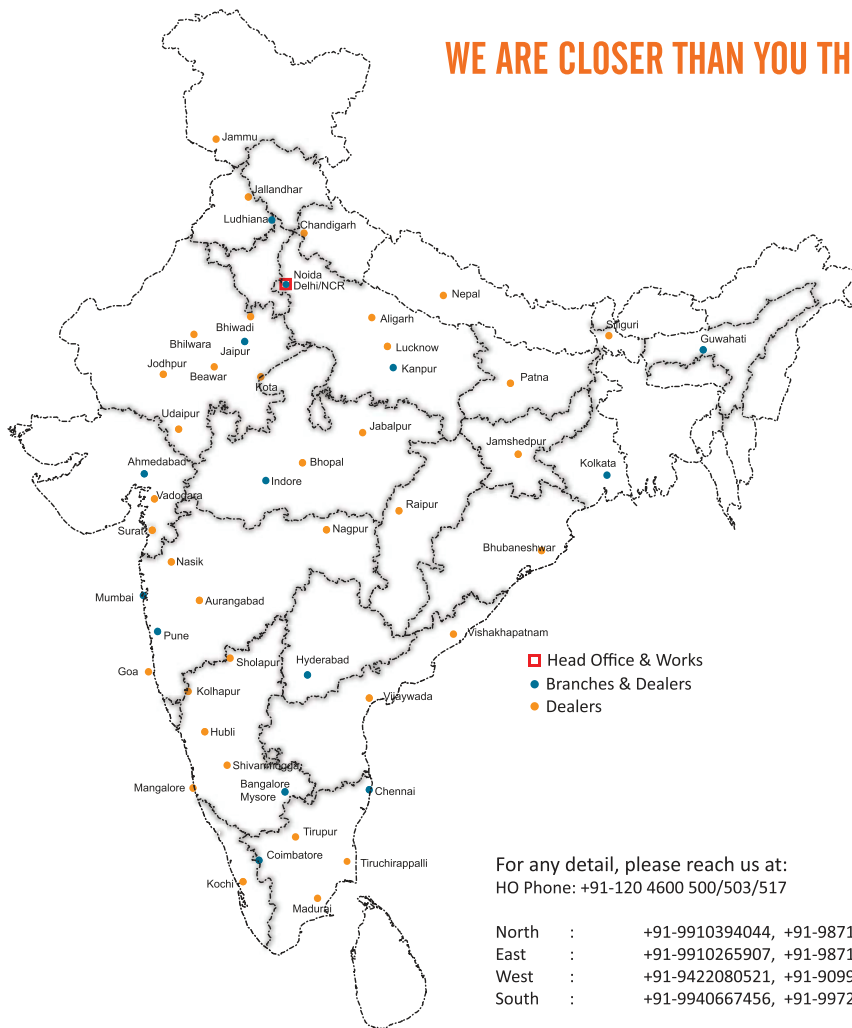 WE ARE CLOSER THAN YOU TH
Jammu
Jallandhar
Ludhiana
Chandigarh
Noida
Delhi/NCR
Nepal
Bhiwadi
Aligarh
Siliguri
Bhilwara
Jaipur
Lucknow
Guwahati
Jodhpur
Beawar
Kota
Kanpur
Patna
Udaipur
Jabalpur
Jamshedpur
Ahmedabad
Bhopal
Kolkata
Indore
Vadodara
Raipur
Surat
Nagpur
Bhubaneshwar
Nasik
Mumbai
Aurangabad
Pune
Vishakhapatnam
Sholapur
Hyderabad
Goa
Kolhapur
Vijaywada
Hubli
Shivammogga
Mangalore
Bangalore
Mysore
Chennai
Tirupur
Coimbatore
Tiruchirappalli
Kochi
Madurai
Head Office & Works
Branches & Dealers
Dealers
For any detail, please reach us at:
HO Phone: +91-120 4600 500/503/517
North : +91-9910394044, +91-9871
East : +91-9910265907, +91-9871
West : +91-9422080521, +91-9099
South : +91-9940667456, +91-9972